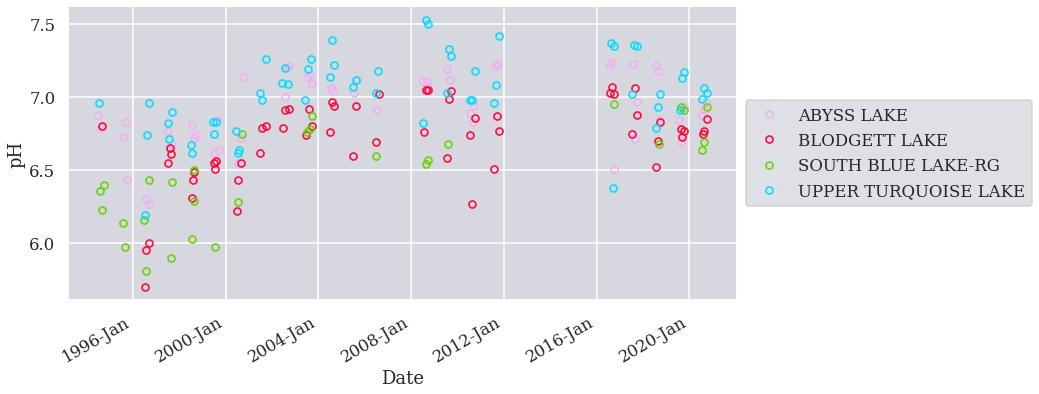 7.5
7.0
6.5
6.0
pH
1996-Jan
2000-Jan
2004-Jan
2008-Jan
2012-Jan
2016-Jan
2020-Jan
Date
ABYSS LAKE
BLODGETT LAKE
SOUTH BLUE LAKE-RG
UPPER TURQUOISE LAKE